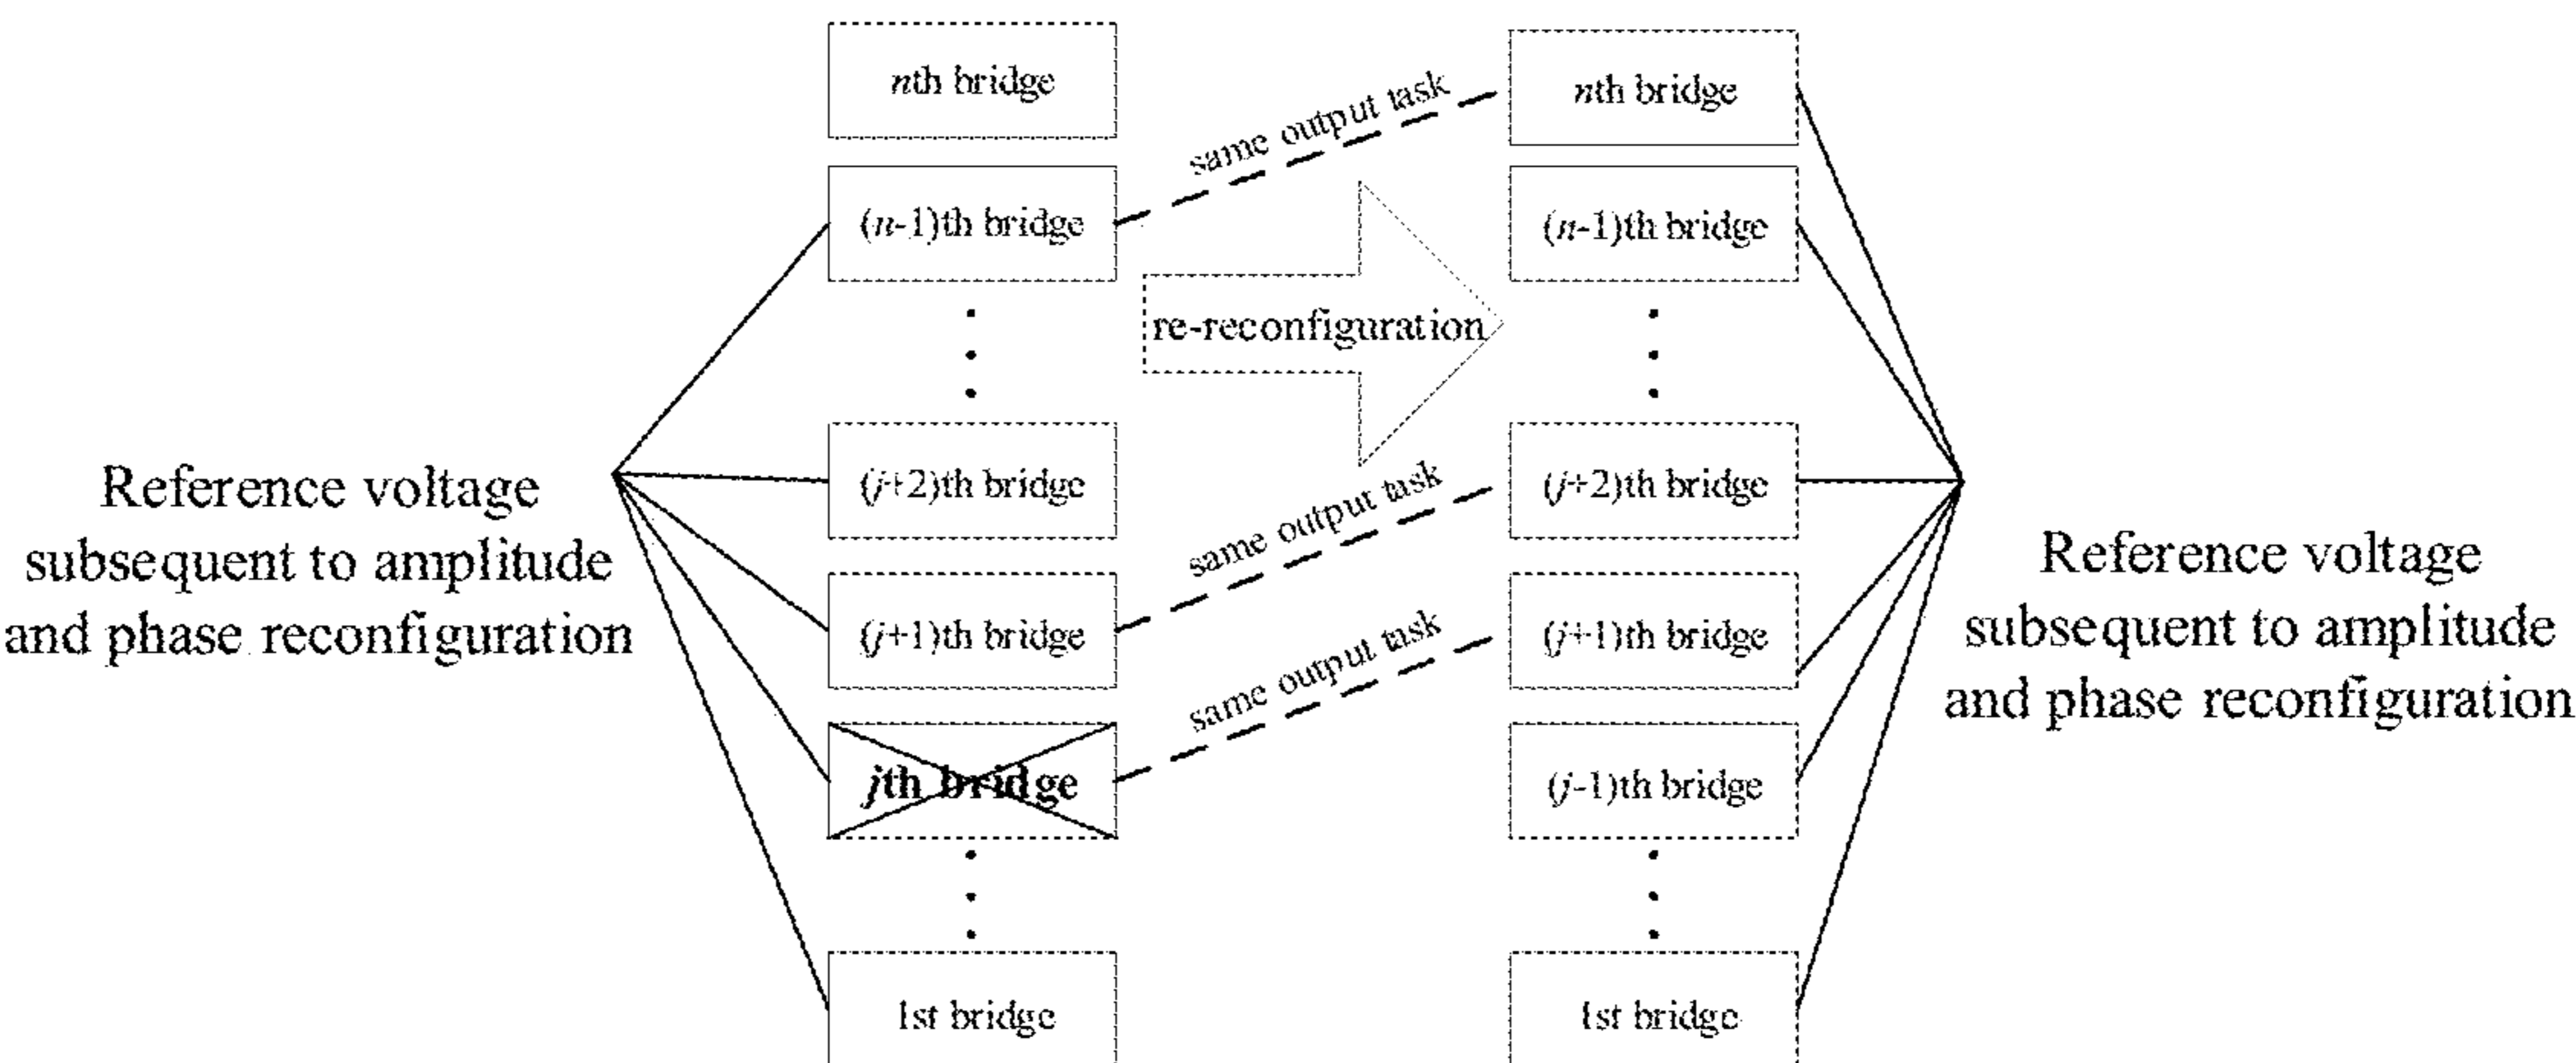 Reference voltage
subsequent to amplitude
and phase reconfiguration
nth bridge
(n-1)th bridge
(j+2)th bridge
(j+1)th bridge
jth bridge
1st bridge
same output task
re-reconfiguration
same output task
same output task
nth bridge
(n-1)th bridge
(j+2)th bridge
(j+1)th bridge
(j-1)th bridge
1st bridge
Reference voltage
subsequent to amplitude
and phase reconfiguration